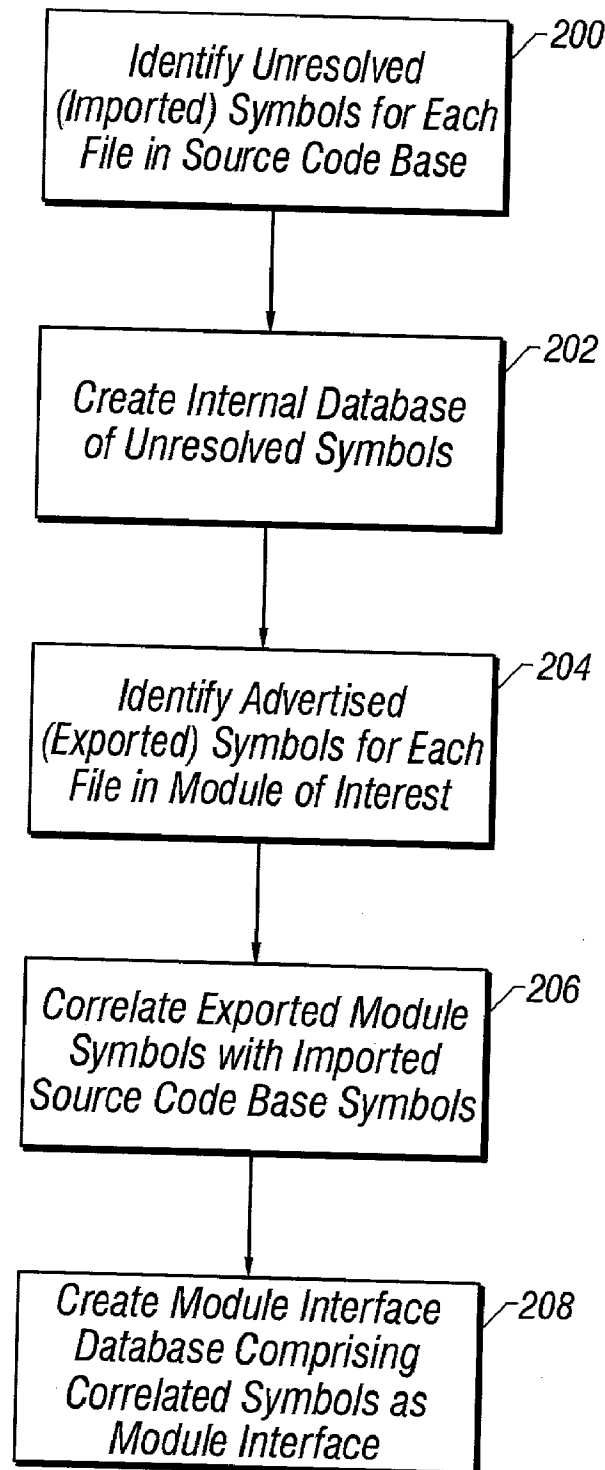 200
Identify Unresolved
(Imported) Symbols for Each
File in Source Code Base
202
Create Internal Database
of Unresolved Symbols
204
Identify Advertised
(Exported) Symbols for Each
File in Module of Interest
206
Correlate Exported Module
Symbols with Imported
Source Code Base Symbols
208
Create Module Interface
Database Comprising
Correlated Symbols as
Module Interface